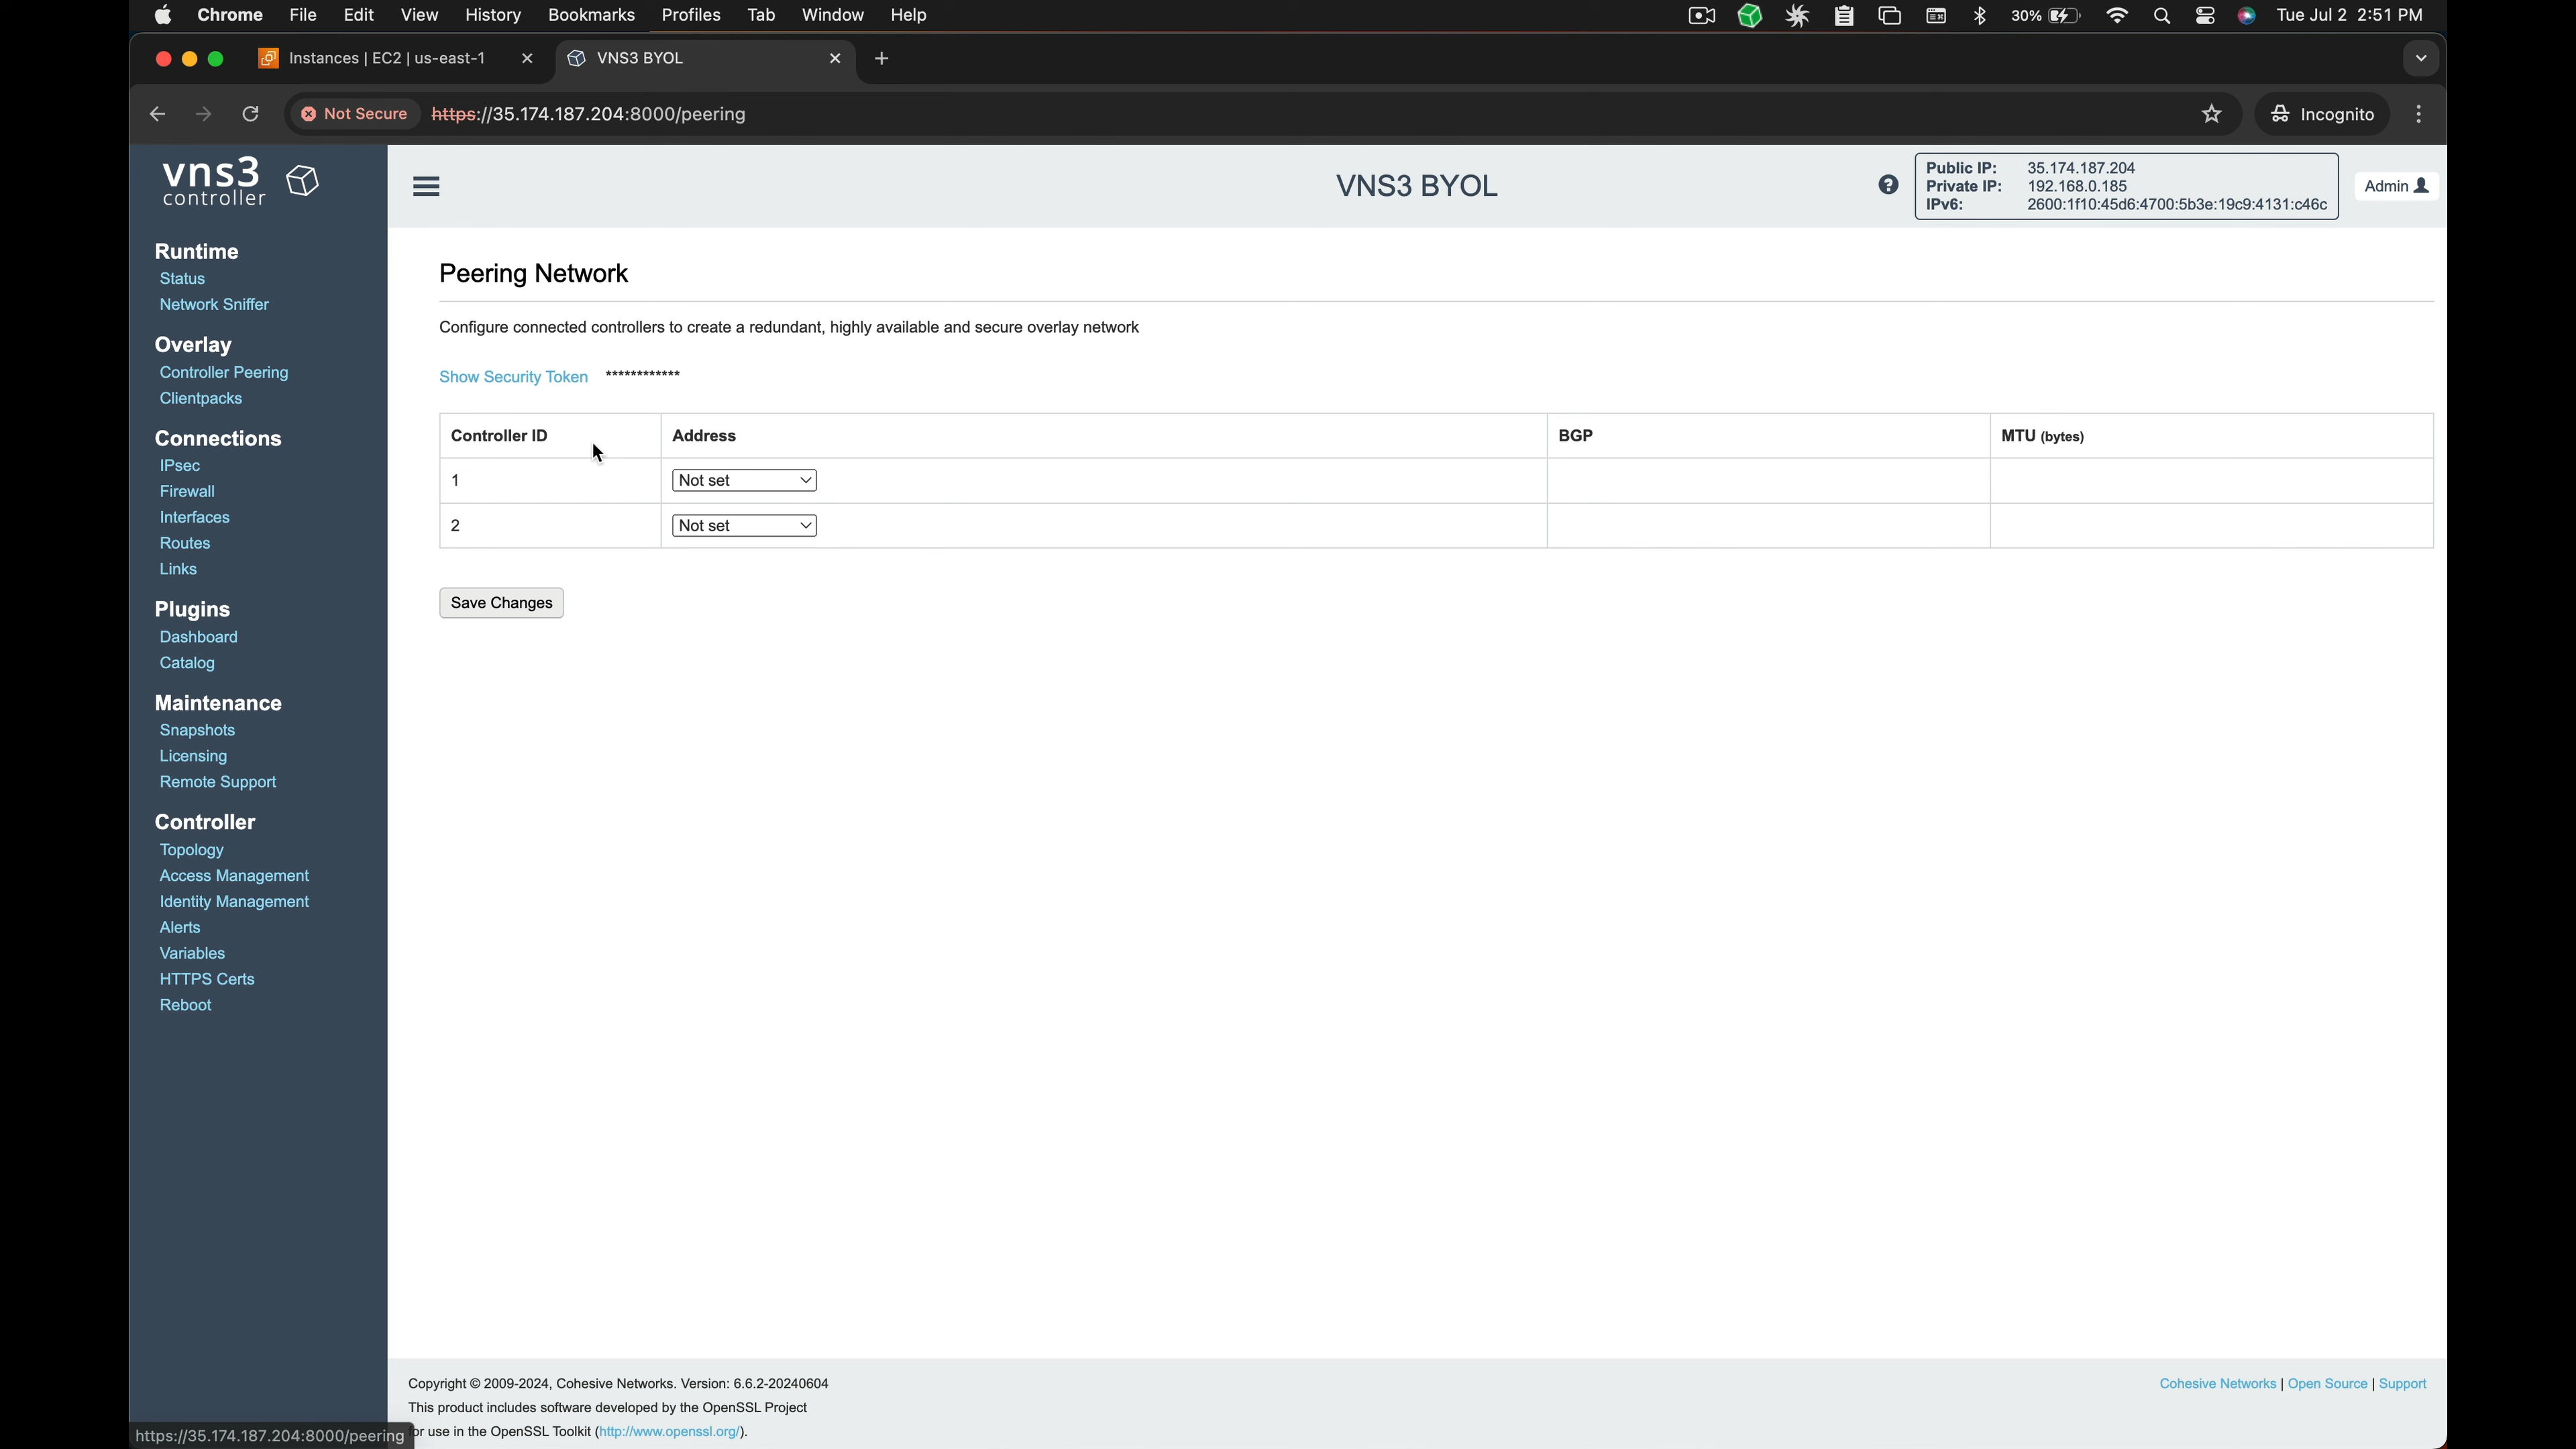 Chrome File Edit View History Bookmarks Profiles Tab Window Help 30% Tue Jul 2 2:51 PM
Instances | EC2 | us-east-1 VNS3 BYOL
Not Secure https://35.174.187.204:8000/peering Incognito
vns3
controller
VNS3 BYOL
Public IP: 35.174.187.204
Private IP: 192.168.0.185
IPv6: 2600:1f10:45d6:4700:5b3e:19c9:4131:c46c
Admin
Runtime
Status
Network Sniffer
Overlay
Controller Peering
Clientpacks
Connections
IPsec
Firewall
Interfaces
Routes
Links
Plugins
Dashboard
Catalog
Maintenance
Snapshots
Licensing
Remote Support
Controller
Topology
Access Management
Identity Management
Alerts
Variables
HTTPS Certs
Reboot
Peering Network
Configure connected controllers to create a redundant, highly available and secure overlay network
Show Security Token ************
Controller ID Address BGP MTU (bytes)
1 Not set
2 Not set
Save Changes
Copyright © 2009-2024, Cohesive Networks. Version: 6.6.2-20240604
This product includes software developed by the OpenSSL Project
for use in the OpenSSL Toolkit (http://www.openssl.org/).
Cohesive Networks | Open Source | Support
https://35.174.187.204:8000/peering